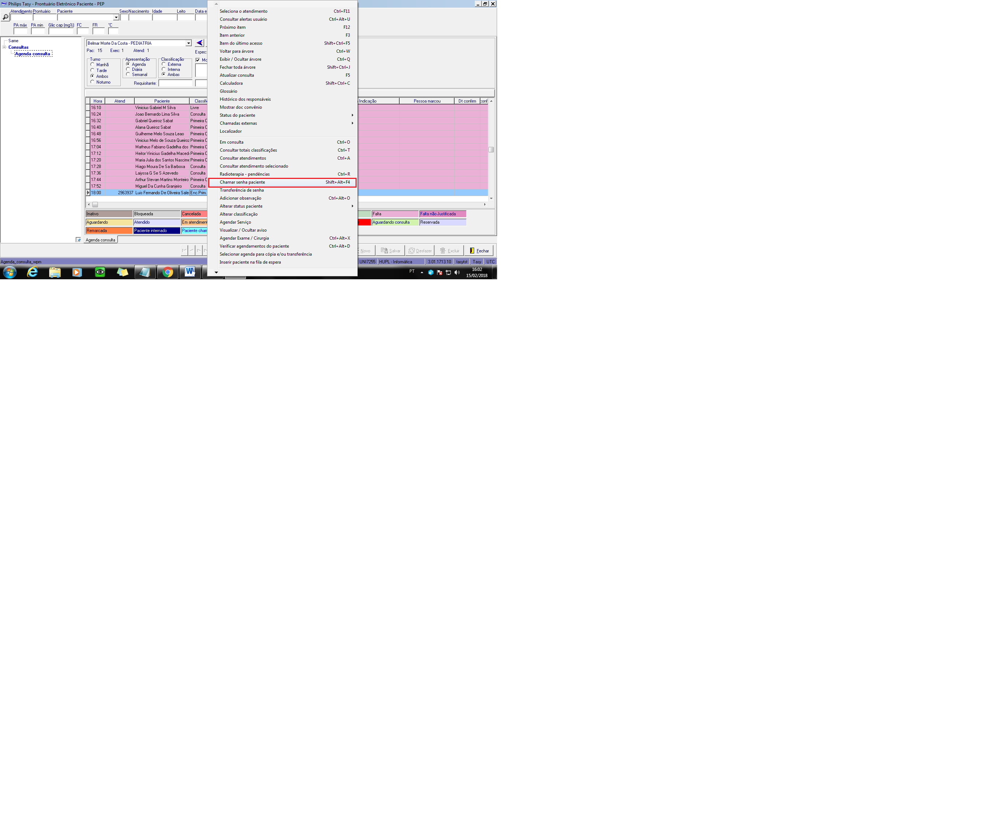 Philips Tasy - Prontuário Eletrônico Paciente - PEP
Atendimento Prontuário Paciente Sexo Nascimento Idade Leito Data e
PA máx PA min Glic cap (mg%) FC FR °C
Same
Consultas
Agenda consulta
Belmar Morte Da Costa - PEDIATRIA
Pac: 15 Exec: 1 Atend: 1
Espec:
Turno
Manhã
Tarde
Ambos
Noturno
Apresentação
Agenda
Diária
Semanal
Classificação
Externa
Interna
Ambas
Mo
Requisitante:
Hora Atend Paciente Classifi
16:10 Vinicius Gabriel M Silva Livre
16:24 Joao Bernardo Lima Silva Consulta
16:32 Gabriel Queiroz Sabat Primeira C
16:40 Alana Queiroz Sabat Primeira C
16:48 Guilherme Melo Souza Leao Primeira C
16:56 Vinicius Melo de Souza Queiroz Primeira C
17:04 Matheus Fabiano Gadelha dos Primeira C
17:12 Heitor Vinicius Gadelha Maced Primeira C
17:20 Maria Julia dos Santos Nascime Primeira C
17:28 Hiago Moura De Sa Barbosa Consulta
17:36 Laiyssa G Se S Azevedo Consulta
17:44 Arthur Stevan Martins Monteiro Primeira C
17:52 Miguel Da Cunha Granjeiro Consulta
18:00 2963937 Luis Fernando De Oliveira Sale Enc.Prim.
Indicação Pessoa marcou Dt confirm conf
Seleciona o atendimento Ctrl+F11
Consultar alertas usuário Ctrl+Alt+U
Próximo item F12
Item anterior F3
Item do último acesso Shift+Ctrl+F5
Voltar para árvore Ctrl+W
Exibir / Ocultar árvore Ctrl+Q
Fechar toda árvore Shift+Ctrl+J
Atualizar consulta F5
Calculadora Shift+Ctrl+C
Glossário
Histórico dos responsáveis
Mostrar doc convênio
Status do paciente
Chamadas externas
Localizador
Em consulta Ctrl+O
Consultar totais classificações Ctrl+T
Consultar atendimentos Ctrl+A
Consultar atendimento selecionado
Radioterapia - pendências Ctrl+R
Chamar senha paciente Shift+Alt+F4
Transferência de senha
Adicionar observação Ctrl+Alt+O
Alterar status paciente
Alterar classificação
Agendar Serviço
Visualizar / Ocultar aviso
Agendar Exame / Cirurgia Ctrl+Alt+X
Verificar agendamentos do paciente Ctrl+Alt+D
Selecionar agenda para cópia e/ou transferência
Inserir paciente na fila de espera
Inativo Bloqueada Cancelada Falta Falta não Justificada
Aguardando Atendido Em atendiment Aguardando consulta Reservada
Remarcada Paciente internado Paciente cham
Agenda consulta
Novo Salvar Desfazer Excluir Fechar
Agenda_consulta_wpm UNI7255 HUPL - Informática 3.01.1713.10 tasytst Tasy UTC
PT
16:02
15/02/2018